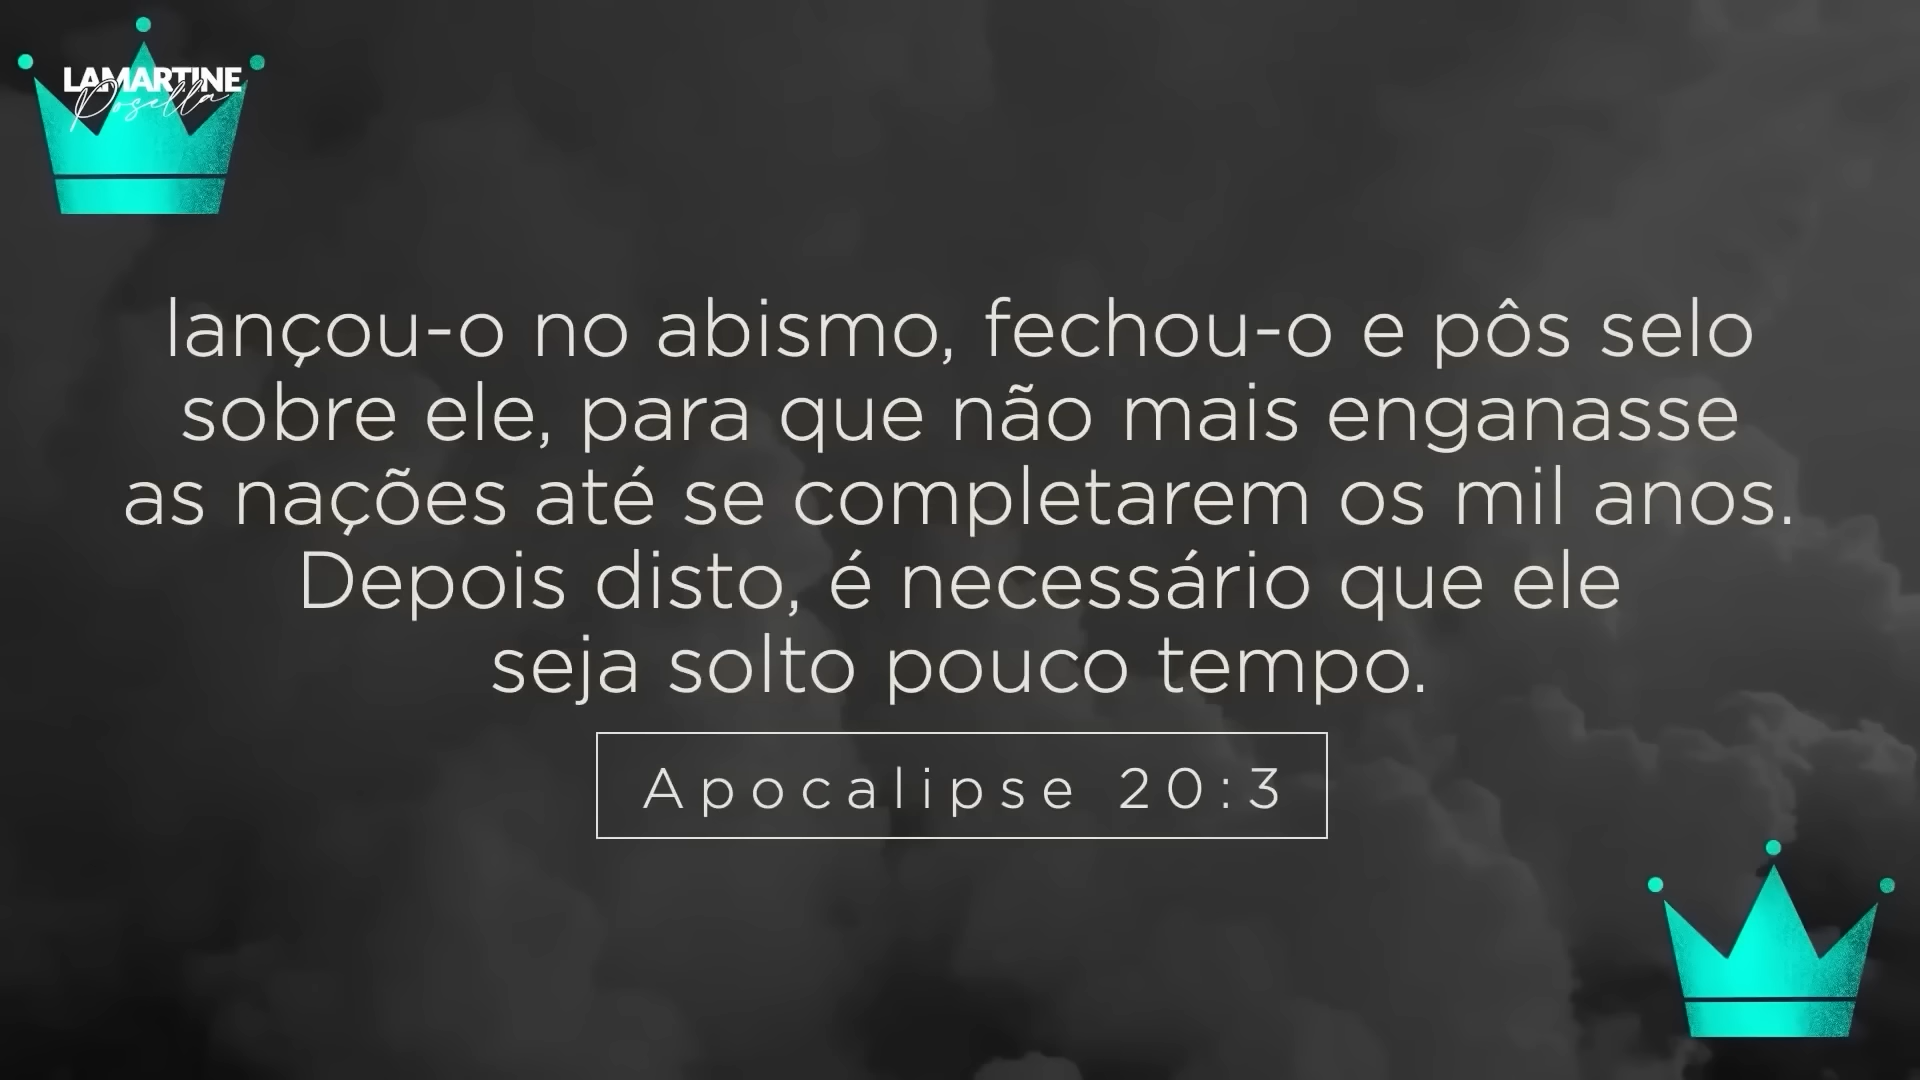 LAMARTINE
Posella
lançou-o no abismo, fechou-o e pôs selo
sobre ele, para que não mais enganasse
as nações até se completarem os mil anos.
Depois disto, é necessário que ele
seja solto pouco tempo.
Apocalipse 20:3